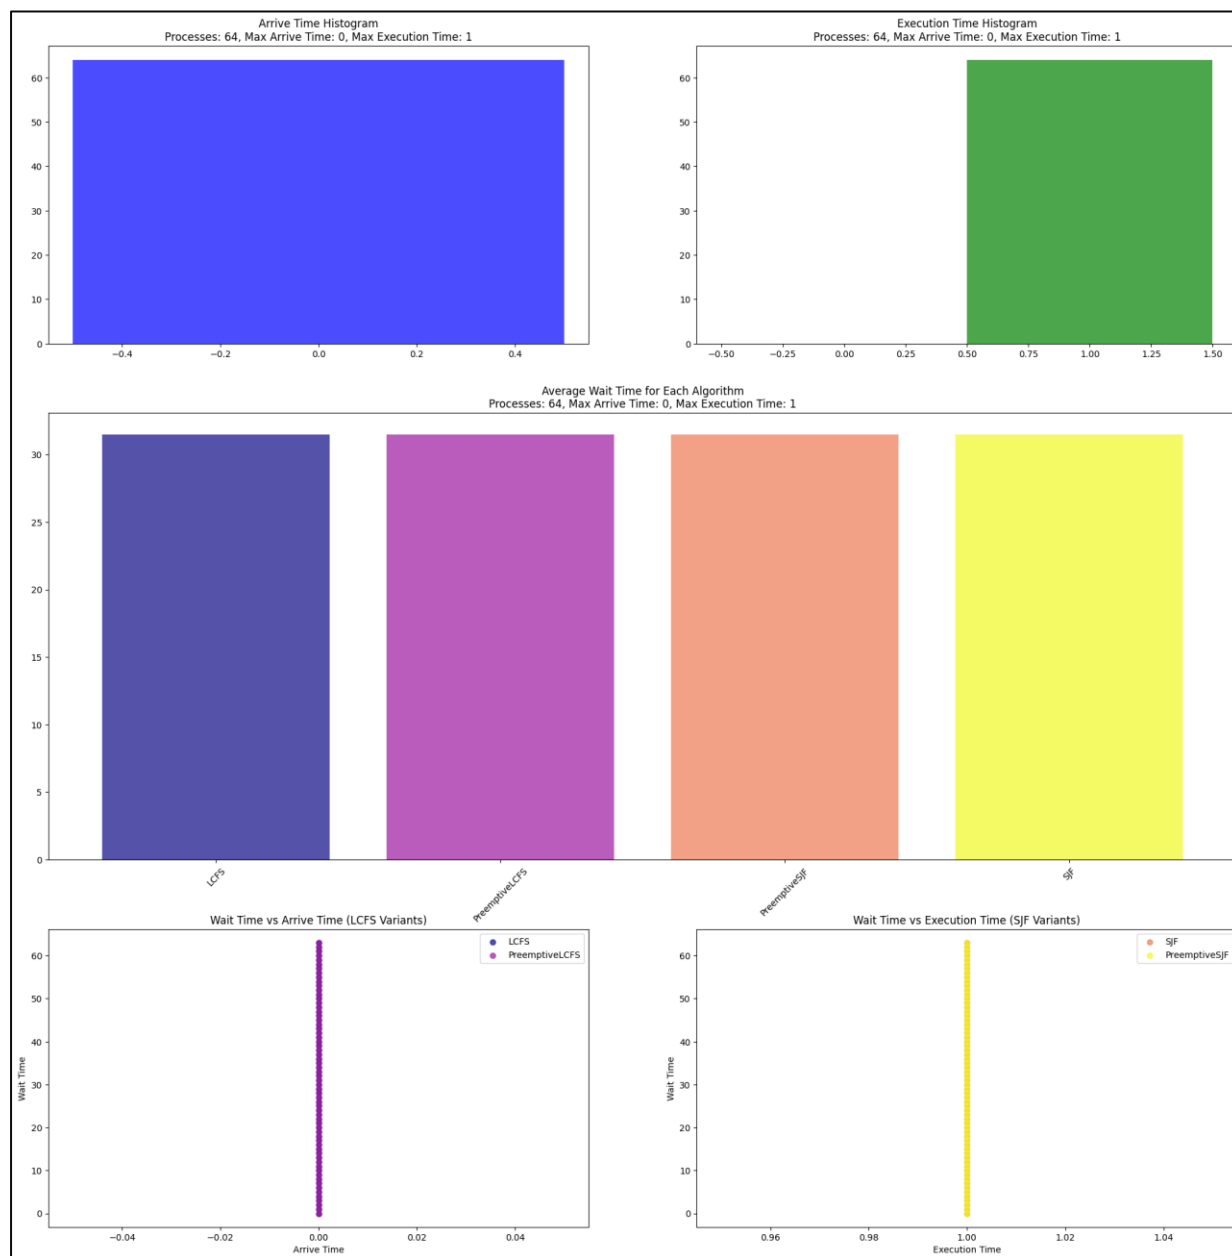 Arrive Time Histogram
Processes: 64, Max Arrive Time: 0, Max Execution Time: 1
60
50
40
30
20
10
0
−0.4 −0.2 0.0 0.2 0.4
Execution Time Histogram
Processes: 64, Max Arrive Time: 0, Max Execution Time: 1
60
50
40
30
20
10
0
−0.50 −0.25 0.00 0.25 0.50 0.75 1.00 1.25 1.50
Average Wait Time for Each Algorithm
Processes: 64, Max Arrive Time: 0, Max Execution Time: 1
30
25
20
15
10
5
0
LCFS
PreemptiveLCFS
PreemptiveSJF
SJF
Wait Time vs Arrive Time (LCFS Variants)
LCFS
PreemptiveLCFS
Wait Time
60
50
40
30
20
10
0
−0.04 −0.02 0.00 0.02 0.04
Arrive Time
Wait Time vs Execution Time (SJF Variants)
SJF
PreemptiveSJF
Wait Time
60
50
40
30
20
10
0
0.96 0.98 1.00 1.02 1.04
Execution Time